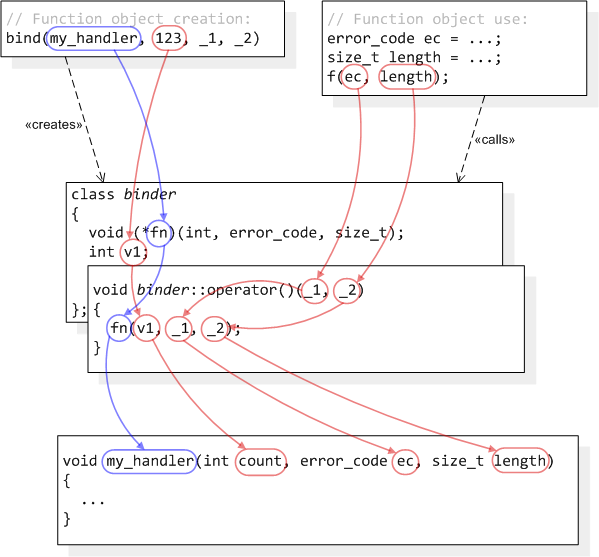 // Function object creation:
bind(my_handler, 123, _1, _2)
// Function object use:
error_code ec = ...;
size_t length = ...;
f(ec, length);
«creates»
«calls»
class binder
{
void (*fn)(int, error_code, size_t);
int v1;
void binder::operator()(_1, _2)
}; {
fn(v1, _1, _2);
}
void my_handler(int count, error_code ec, size_t length)
{
...
}